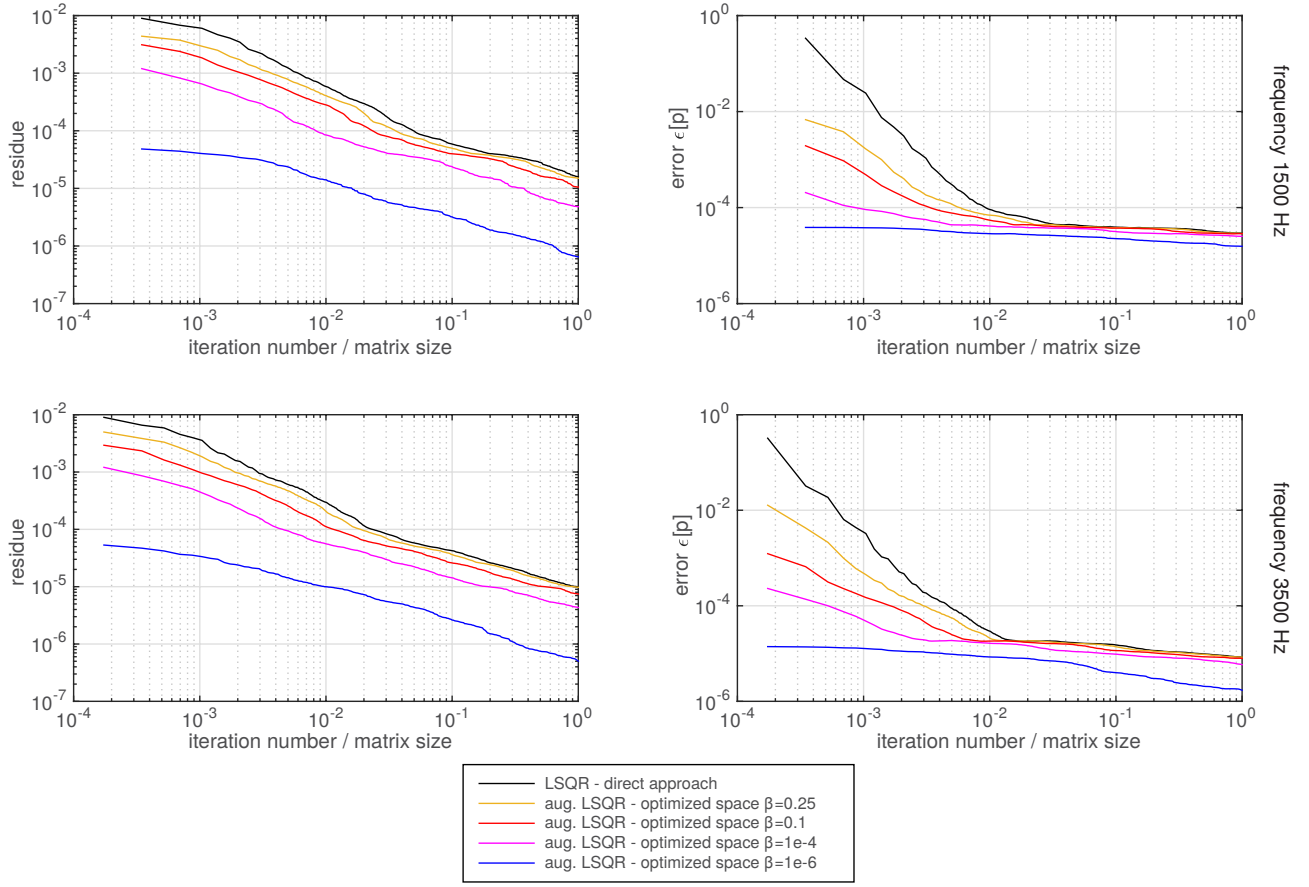 10^-2
10^-3
10^-4
10^-5
10^-6
10^-7
residue
10^-4 10^-3 10^-2 10^-1 10^0
iteration number / matrix size
10^0
10^-2
10^-4
10^-6
error ϵ[p]
10^-4 10^-3 10^-2 10^-1 10^0
iteration number / matrix size
frequency 1500 Hz
10^-2
10^-3
10^-4
10^-5
10^-6
10^-7
residue
10^-4 10^-3 10^-2 10^-1 10^0
iteration number / matrix size
10^0
10^-2
10^-4
10^-6
error ϵ[p]
10^-4 10^-3 10^-2 10^-1 10^0
iteration number / matrix size
frequency 3500 Hz
LSQR - direct approach
aug. LSQR - optimized space β=0.25
aug. LSQR - optimized space β=0.1
aug. LSQR - optimized space β=1e-4
aug. LSQR - optimized space β=1e-6